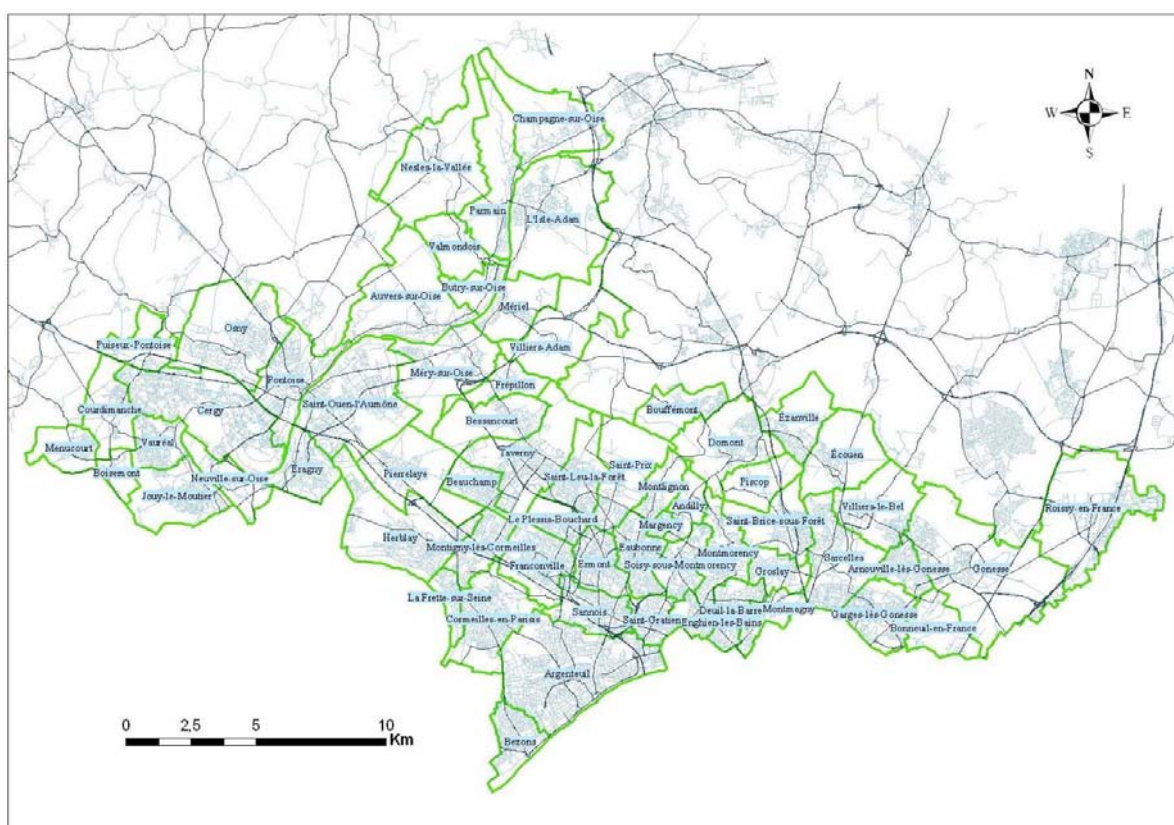 N
Champagne-sur-Oise
W E
S
Nesles-la-Vallée
Parmain
L'Isle-Adam
Valmondois
Butry-sur-Oise
Auvers-sur-Oise
Mériel
Osny
Puiseux-Pontoise
Villiers-Adam
Pontoise
Méry-sur-Oise
Frépillon
Saint-Ouen-l'Aumône
Courdimanche
Cergy
Bessancourt
Bouffémont
Ézanville
Menucourt
Vauréal
Domont
Taverny
Écouen
Boisemont
Neuville-sur-Oise
Éragny
Pierrelaye
Saint-Prix
Saint-Leu-la-Forêt
Beauchamp
Montlignon
Piscop
Jouy-le-Moutier
Andilly
Villiers-le-Bel
Roissy-en-France
Le Plessis-Bouchard
Margency
Saint-Brice-sous-Forêt
Herblay
Montigny-lès-Cormeilles
Eaubonne
Montmorency
Sarcelles
Franconville
Ermont
Soisy-sous-Montmorency
Groslay
Arnouville-lès-Gonesse
Gonesse
La Frette-sur-Seine
Sannois
Deuil-la-Barre
Montmagny
Cormeilles-en-Parisis
Saint-Gratien
Enghien-les-Bains
Garges-lès-Gonesse
Bonneuil-en-France
Argenteuil
0 2,5 5 10
Km
Bezons